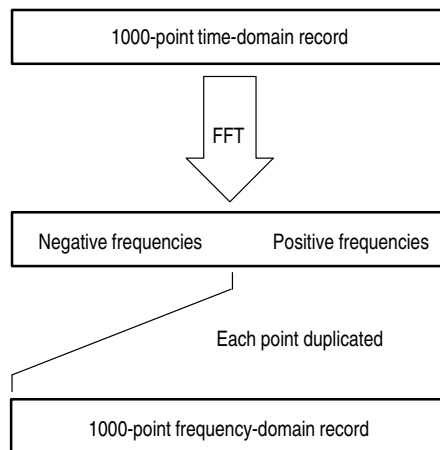 1000-point time-domain record
FFT
Negative frequencies Positive frequencies
Each point duplicated
1000-point frequency-domain record